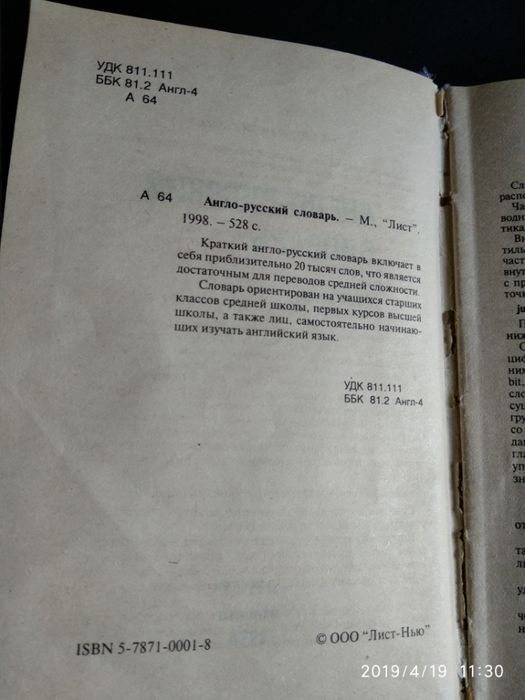 УДК 811.111
ББК 81.2 Англ-4
А 64
А 64 Англо-русский словарь. – М., "Лист".
1998. – 528 с.
Краткий англо-русский словарь включает в
себя приблизительно 20 тысяч слов, что является
достаточным для переводов средней сложности.
Словарь ориентирован на учащихся старших
классов средней школы, первых курсов высшей
школы, а также лиц, самостоятельно начинаю-
щих изучать английский язык.
УДК 811.111
ББК 81.2 Англ-4
ISBN 5-7871-0001-8
© ООО "Лист-Нью"
2019/4/19 11:30